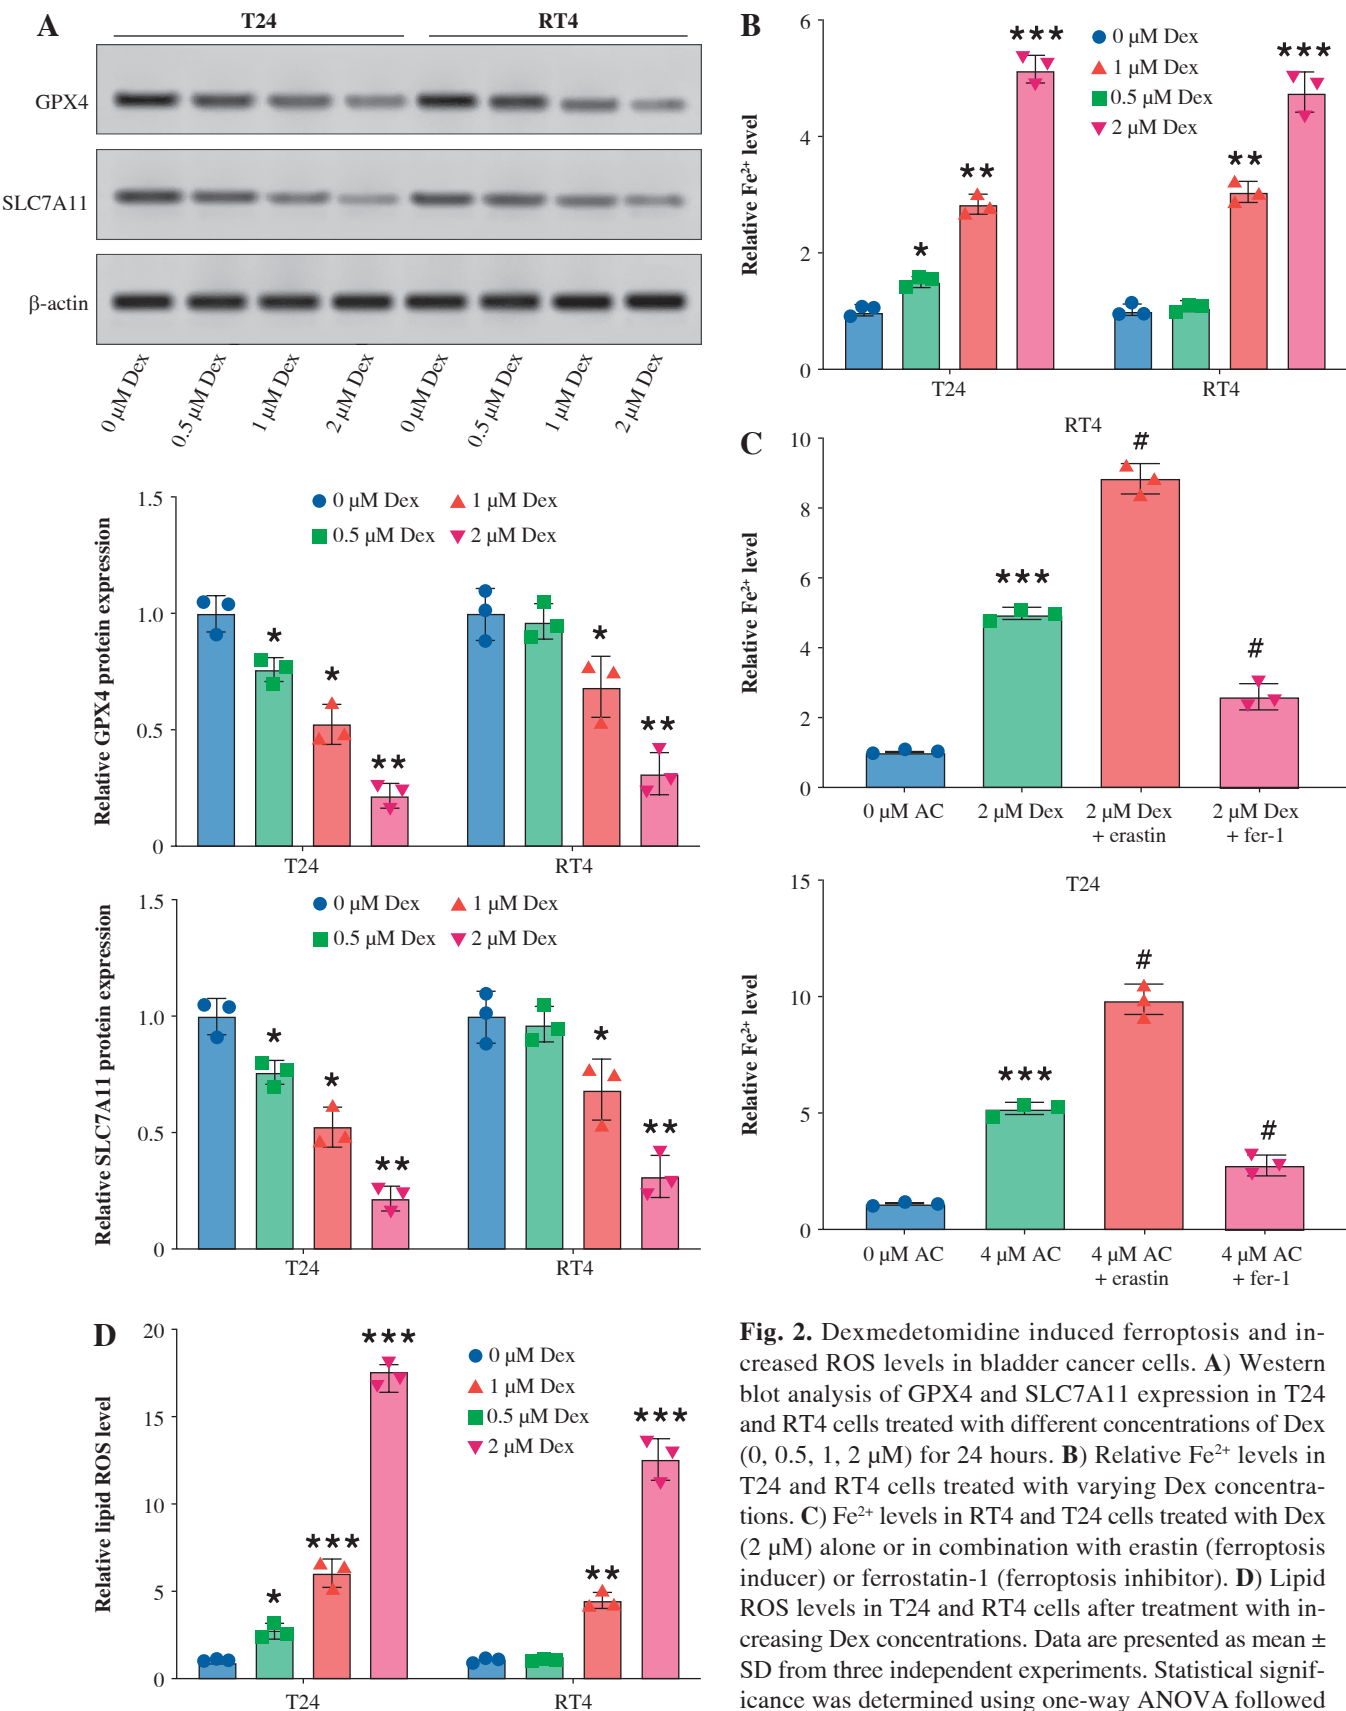 A
T24
RT4
GPX4
SLC7A11
β-actin
0 µM Dex
0.5 µM Dex
1 µM Dex
2 µM Dex
0 µM Dex
0.5 µM Dex
1 µM Dex
2 µM Dex
Relative GPX4 protein expression
1.5
1.0
0.5
0
0 µM Dex
1 µM Dex
0.5 µM Dex
2 µM Dex
*
*
**
*
**
T24
RT4
Relative SLC7A11 protein expression
1.5
1.0
0.5
0
0 µM Dex
1 µM Dex
0.5 µM Dex
2 µM Dex
*
*
**
*
**
T24
RT4
B
Relative Fe²⁺ level
6
4
2
0
0 µM Dex
1 µM Dex
0.5 µM Dex
2 µM Dex
*
**
***
**
***
T24
RT4
C
RT4
Relative Fe²⁺ level
10
8
6
4
2
0
***
#
#
0 µM AC
2 µM Dex
2 µM Dex
+ erastin
2 µM Dex
+ fer-1
T24
Relative Fe²⁺ level
15
10
5
0
***
#
#
0 µM AC
4 µM AC
4 µM AC
+ erastin
4 µM AC
+ fer-1
D
Relative lipid ROS level
20
15
10
5
0
0 µM Dex
1 µM Dex
0.5 µM Dex
2 µM Dex
*
***
***
**
***
T24
RT4
Fig. 2. Dexmedetomidine induced ferroptosis and in-
creased ROS levels in bladder cancer cells. A) Western
blot analysis of GPX4 and SLC7A11 expression in T24
and RT4 cells treated with different concentrations of Dex
(0, 0.5, 1, 2 µM) for 24 hours. B) Relative Fe²⁺ levels in
T24 and RT4 cells treated with varying Dex concentra-
tions. C) Fe²⁺ levels in RT4 and T24 cells treated with Dex
(2 µM) alone or in combination with erastin (ferroptosis
inducer) or ferrostatin-1 (ferroptosis inhibitor). D) Lipid
ROS levels in T24 and RT4 cells after treatment with in-
creasing Dex concentrations. Data are presented as mean ±
SD from three independent experiments. Statistical signif-
icance was determined using one-way ANOVA followed